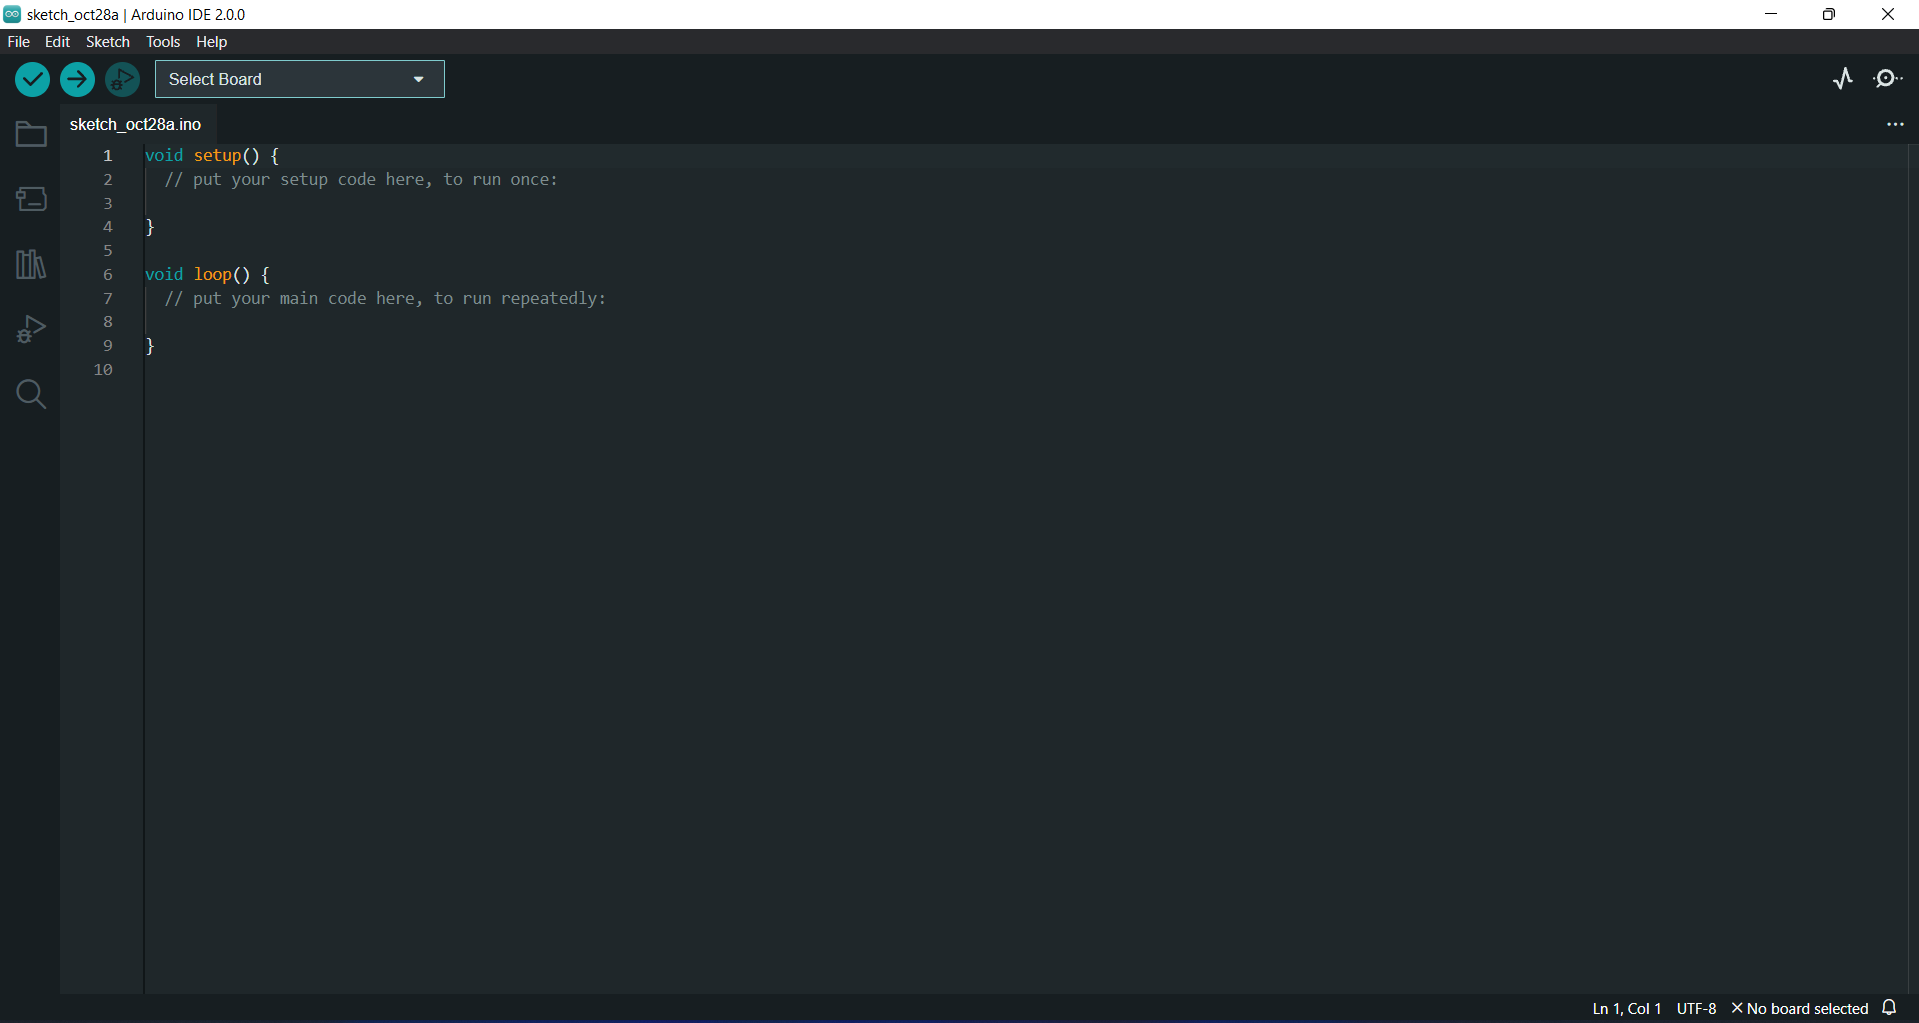 sketch_oct28a | Arduino IDE 2.0.0
File Edit Sketch Tools Help
Select Board
sketch_oct28a.ino
1 void setup() {
2 // put your setup code here, to run once:
3
4 }
5
6 void loop() {
7 // put your main code here, to run repeatedly:
8
9 }
10
Ln 1, Col 1 UTF-8 No board selected